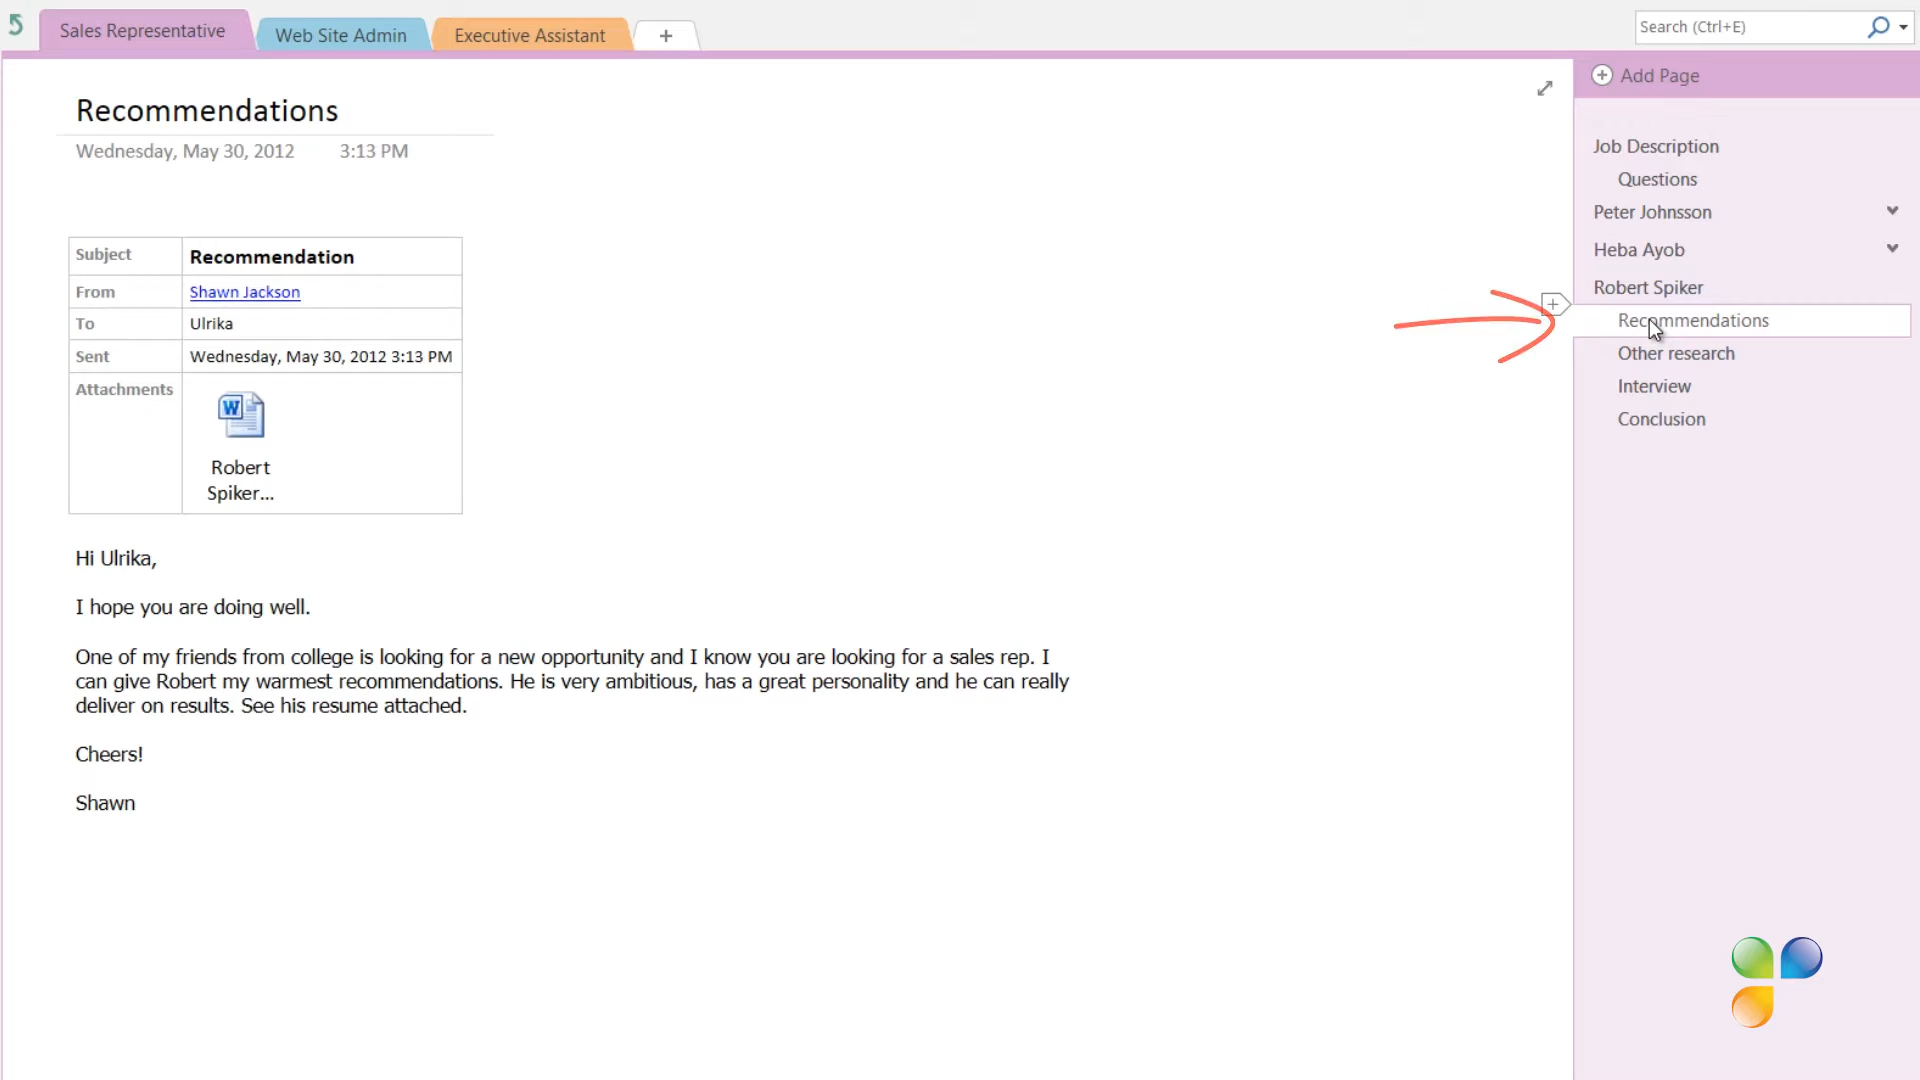 Sales Representative
Web Site Admin
Executive Assistant
+
Search (Ctrl+E)
Recommendations
Wednesday, May 30, 2012 3:13 PM
Subject Recommendation
From Shawn Jackson
To Ulrika
Sent Wednesday, May 30, 2012 3:13 PM
Attachments
W
Robert
Spiker...
Hi Ulrika,
I hope you are doing well.
One of my friends from college is looking for a new opportunity and I know you are looking for a sales rep. I
can give Robert my warmest recommendations. He is very ambitious, has a great personality and he can really
deliver on results. See his resume attached.
Cheers!
Shawn
Add Page
Job Description
Questions
Peter Johnsson
Heba Ayob
Robert Spiker
Recommendations
Other research
Interview
Conclusion